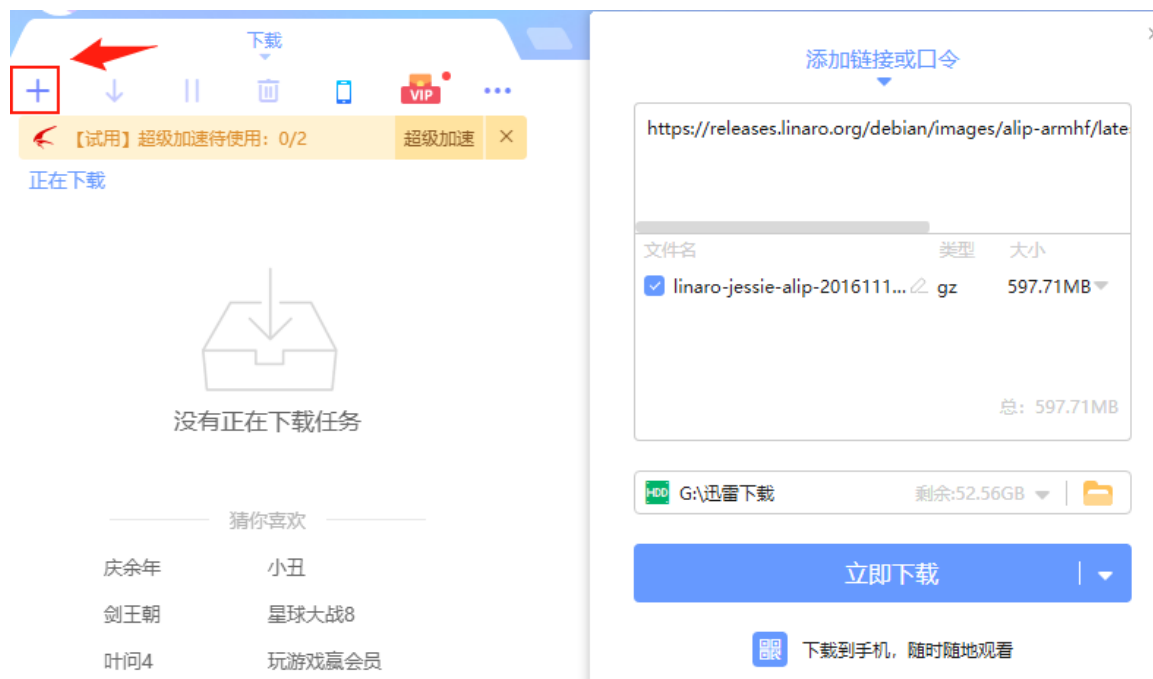 下载
VIP
【试用】超级加速待使用：0/2
超级加速
正在下载
没有正在下载任务
猜你喜欢
庆余年
小丑
剑王朝
星球大战8
叶问4
玩游戏赢会员
添加链接或口令
https://releases.linaro.org/debian/images/alip-armhf/late
文件名 类型 大小
linaro-jessie-alip-2016111... gz 597.71MB
总：597.71MB
HDD G:\迅雷下载 剩余:52.56GB
立即下载
下载到手机，随时随地观看